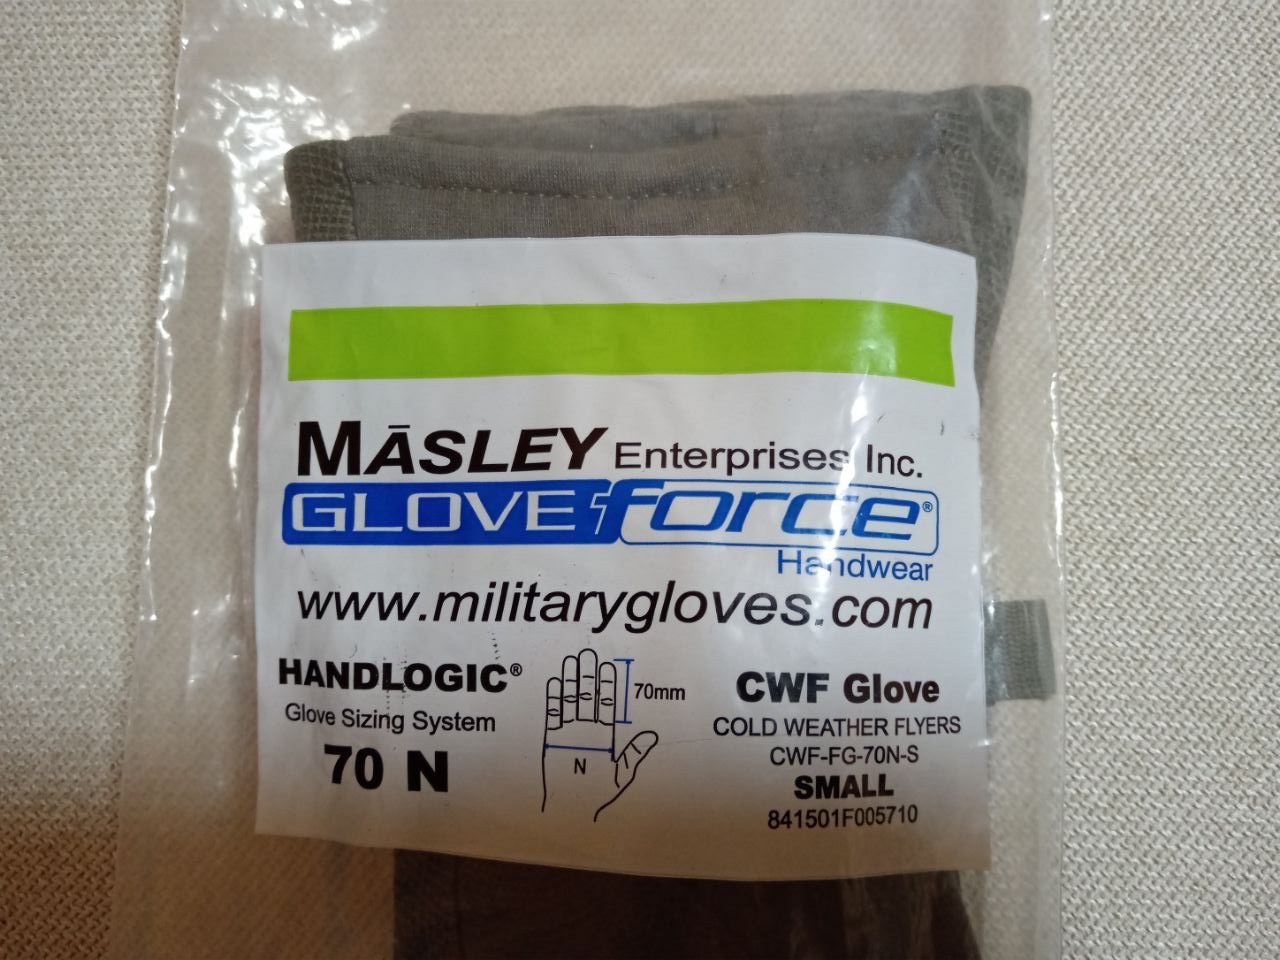 MĀSLEY Enterprises Inc.
GLOVE force®
Handwear
www.militarygloves.com
HANDLOGIC®
Glove Sizing System
70 N
70mm
N
CWF Glove
COLD WEATHER FLYERS
CWF-FG-70N-S
SMALL
841501F005710